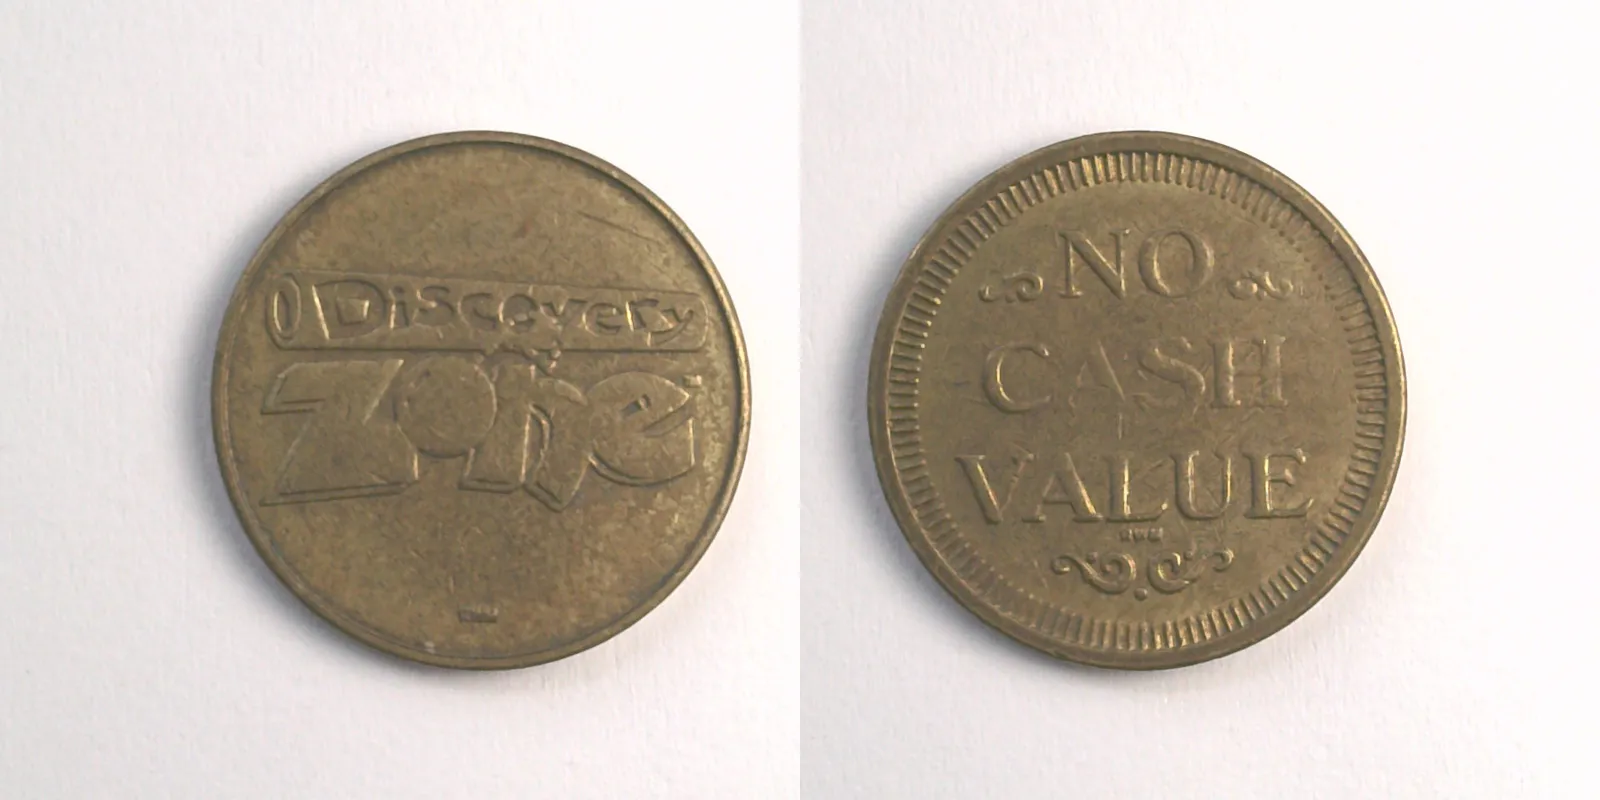 Discovery
Zone
NO
CASH
VALUE